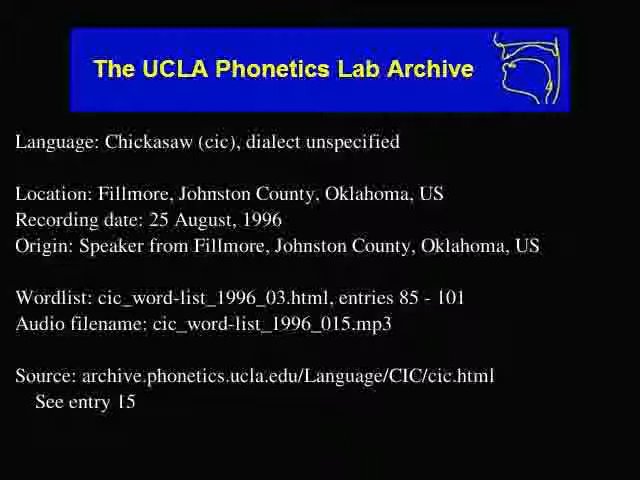 The UCLA Phonetics Lab Archive
Language: Chickasaw (cic), dialect unspecified
Location: Fillmore, Johnston County, Oklahoma, US
Recording date: 25 August, 1996
Origin: Speaker from Fillmore, Johnston County, Oklahoma, US
Wordlist: cic_word-list_1996_03.html, entries 85 - 101
Audio filename: cic_word-list_1996_015.mp3
Source: archive.phonetics.ucla.edu/Language/CIC/cic.html
See entry 15